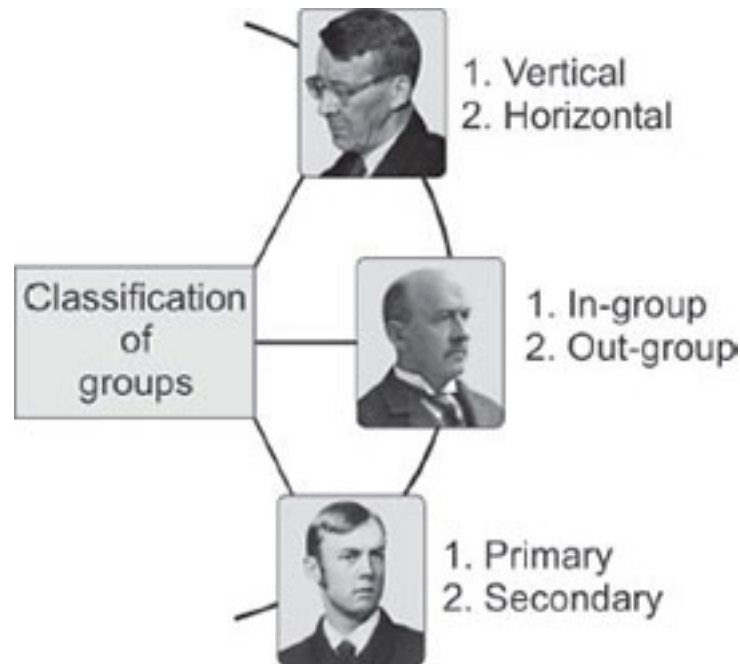 1. Vertical
2. Horizontal
Classification
of
groups
1. In-group
2. Out-group
1. Primary
2. Secondary